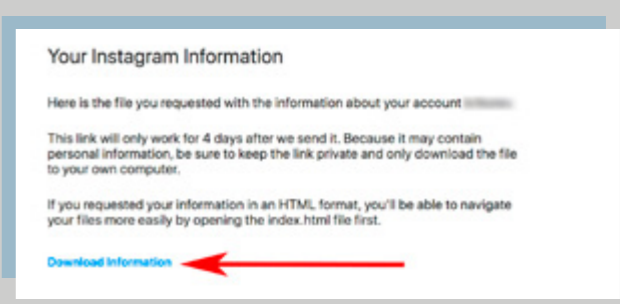 Your Instagram Information
Here is the file you requested with the information about your account
This link will only work for 4 days after we send it. Because it may contain
personal information, be sure to keep the link private and only download the file
to your own computer.
If you requested your information in an HTML format, you'll be able to navigate
your files more easily by opening the index.html file first.
Download Information